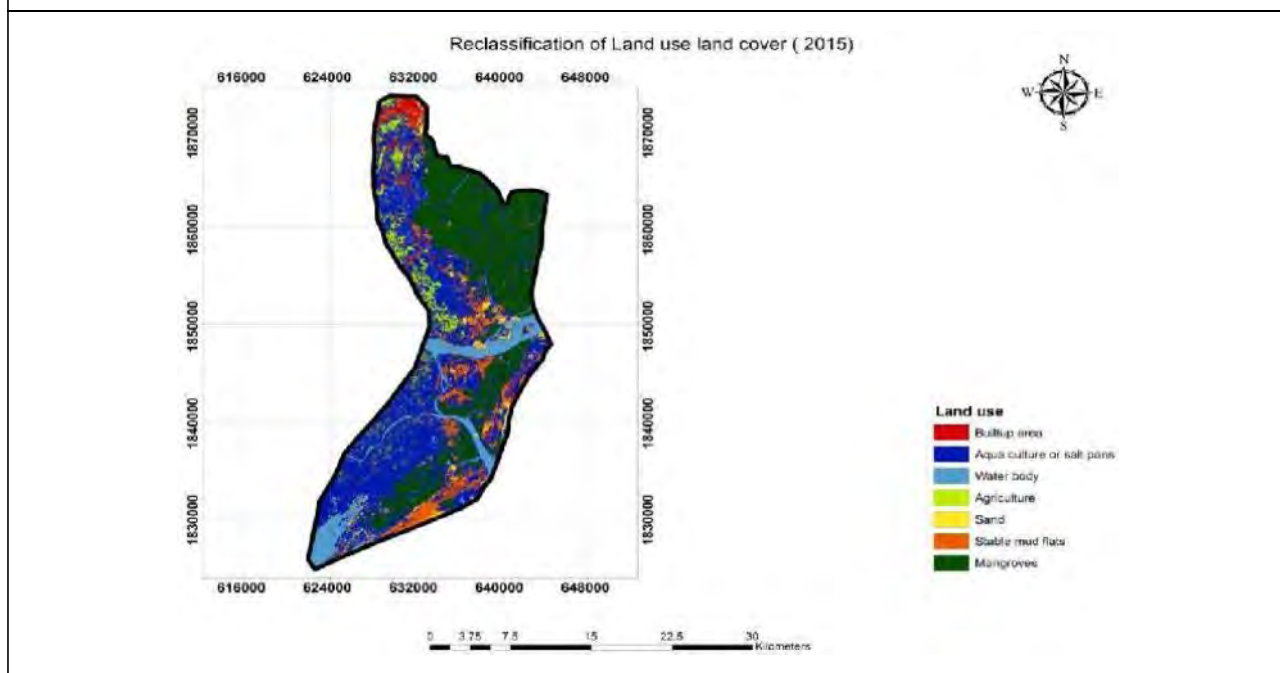 Reclassification of Land use land cover ( 2015)
N
W E
S
616000 624000 632000 640000 648000
1870000 1870000
1860000 1860000
1850000 1850000
1840000 1840000
1830000 1830000
616000 624000 632000 640000 648000
Land use
Builtup area
Aqua culture or salt pans
Water body
Agriculture
Sand
Stable mud flats
Mangroves
0 3.75 7.5 15 22.5 30
Kilometers